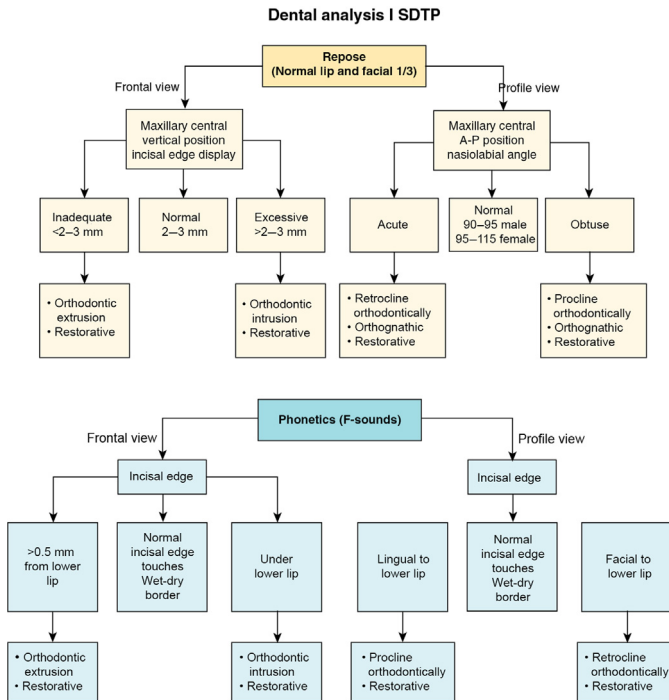 Dental analysis I SDTP
Repose
(Normal lip and facial 1/3)
Frontal view
Profile view
Maxillary central
vertical position
incisal edge display
Maxillary central
A-P position
nasiolabial angle
Inadequate
<2–3 mm
Normal
2–3 mm
Excessive
>2–3 mm
Acute
Normal
90–95 male
95–115 female
Obtuse
• Orthodontic
extrusion
• Restorative
• Orthodontic
intrusion
• Restorative
• Retrocline
orthodontically
• Orthognathic
• Restorative
• Procline
orthodontically
• Orthognathic
• Restorative
Phonetics (F-sounds)
Frontal view
Profile view
Incisal edge
Incisal edge
>0.5 mm
from lower
lip
Normal
incisal edge
touches
Wet-dry
border
Under
lower lip
Lingual to
lower lip
Normal
incisal edge
touches
Wet-dry
border
Facial to
lower lip
• Orthodontic
extrusion
• Restorative
• Orthodontic
intrusion
• Restorative
• Procline
orthodontically
• Restorative
• Retrocline
orthodontically
• Restorative